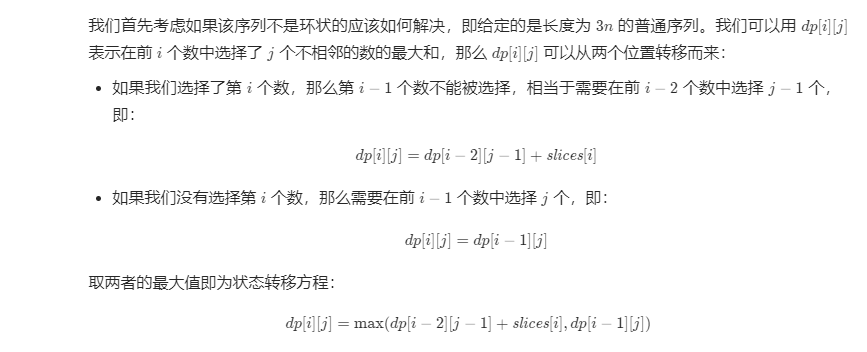 我们首先考虑如果该序列不是环状的应该如何解决，即给定的是长度为 3n 的普通序列。我们可以用 dp[i][j]
表示在前 i 个数中选择了 j 个不相邻的数的最大和，那么 dp[i][j] 可以从两个位置转移而来：
• 如果我们选择了第 i 个数，那么第 i − 1 个数不能被选择，相当于需要在前 i − 2 个数中选择 j − 1 个，
即：
dp[i][j] = dp[i − 2][j − 1] + slices[i]
• 如果我们没有选择第 i 个数，那么需要在前 i − 1 个数中选择 j 个，即：
dp[i][j] = dp[i − 1][j]
取两者的最大值即为状态转移方程：
dp[i][j] = max(dp[i − 2][j − 1] + slices[i], dp[i − 1][j])